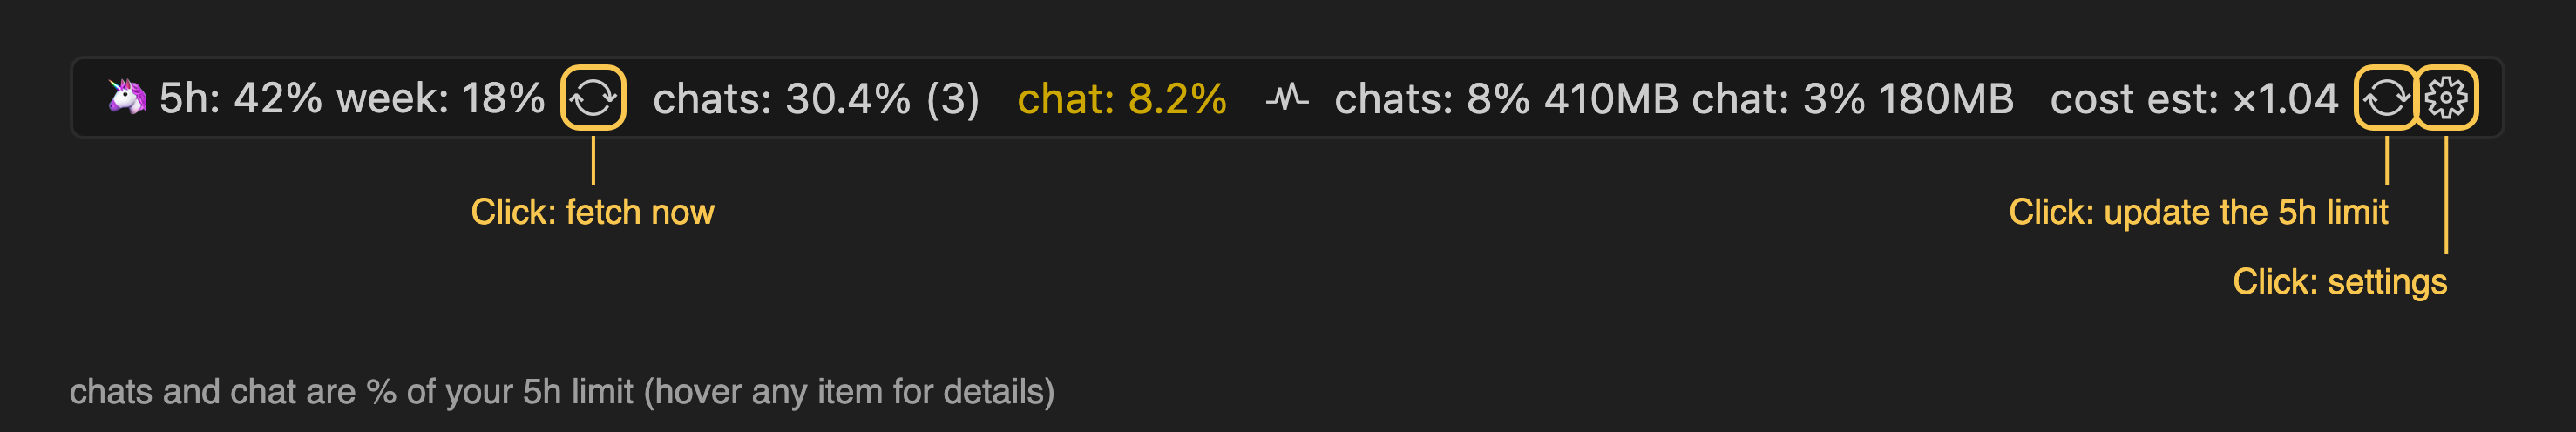 5h: 42% week: 18% chats: 30.4% (3) chat: 8.2% chats: 8% 410MB chat: 3% 180MB cost est: ×1.04
Click: fetch now
Click: update the 5h limit
Click: settings
chats and chat are % of your 5h limit (hover any item for details)